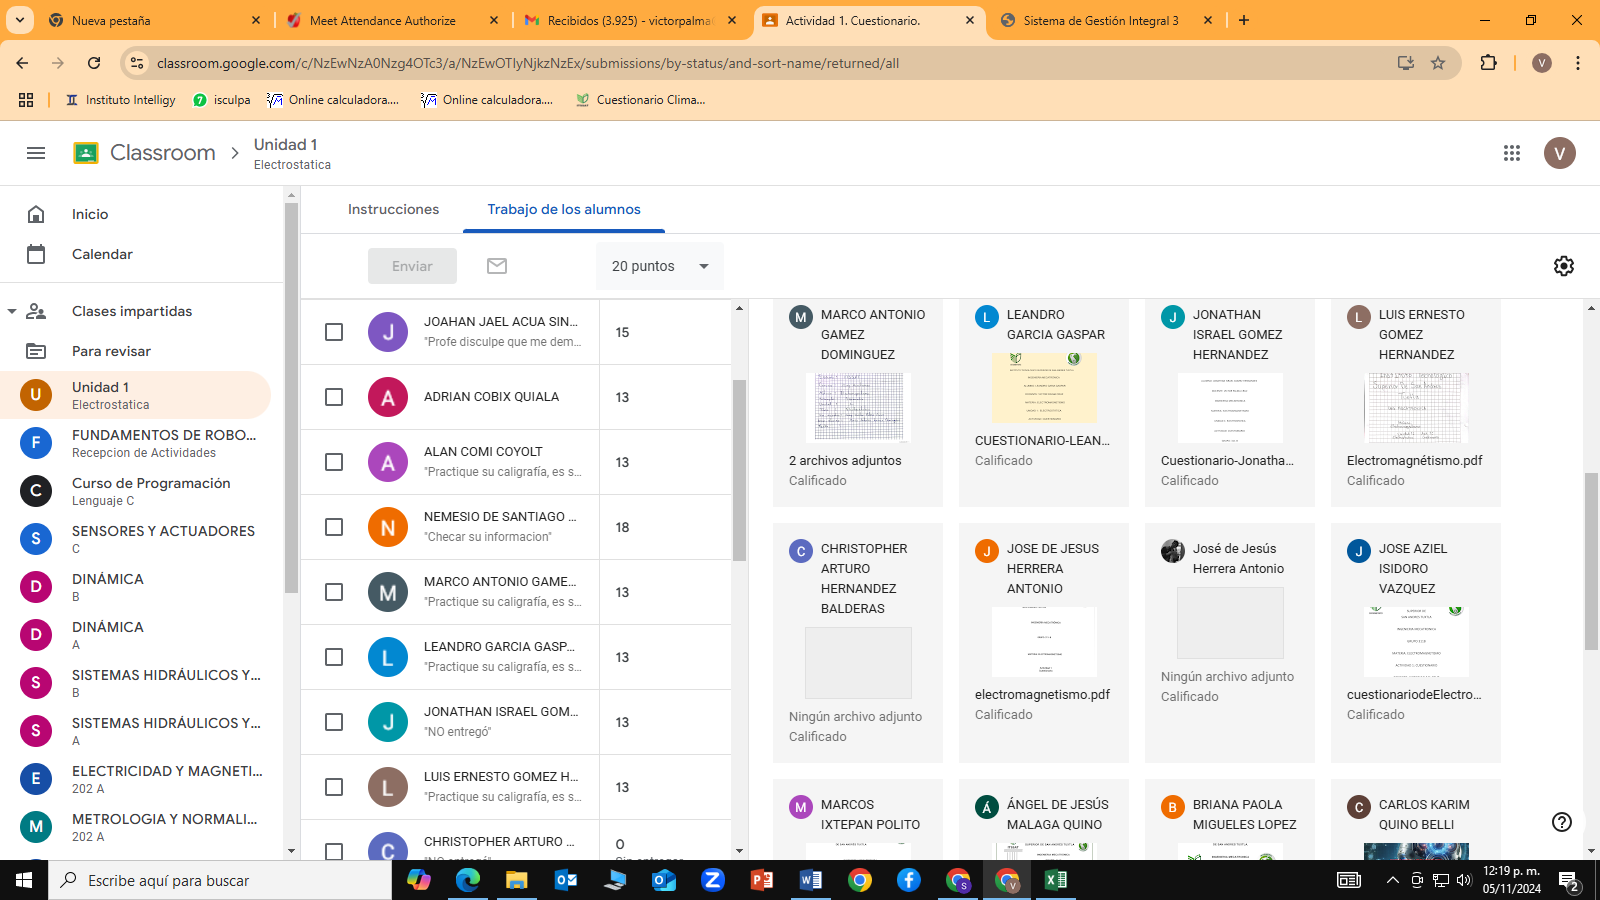 Nueva pestaña
Meet Attendance Authorize
Recibidos (3.925) - victorpalma
Actividad 1. Cuestionario.
Sistema de Gestión Integral 3
classroom.google.com/c/NzEwNzA0Nzg4OTc3/a/NzEwOTIyNjkzNzEx/submissions/by-status/and-sort-name/returned/all
V
Instituto Intelligy
isculpa
Online calculadora....
Online calculadora....
Cuestionario Clima...
Classroom
Unidad 1
Electrostatica
V
Inicio
Calendar
Clases impartidas
Para revisar
U
Unidad 1
Electrostatica
F
FUNDAMENTOS DE ROBO...
Recepcion de Actividades
C
Curso de Programación
Lenguaje C
S
SENSORES Y ACTUADORES
C
D
DINÁMICA
B
D
DINÁMICA
A
S
SISTEMAS HIDRÁULICOS Y...
B
S
SISTEMAS HIDRÁULICOS Y...
A
E
ELECTRICIDAD Y MAGNETI...
202 A
M
METROLOGIA Y NORMALI...
202 A
Instrucciones
Trabajo de los alumnos
Enviar
20 puntos
J
JOAHAN JAEL ACUA SIN...
"Profe disculpe que me dem...
15
A
ADRIAN COBIX QUIALA
13
A
ALAN COMI COYOLT
"Practique su caligrafía, es s...
13
N
NEMESIO DE SANTIAGO ...
"Checar su informacion"
18
M
MARCO ANTONIO GAME...
"Practique su caligrafía, es s...
13
L
LEANDRO GARCIA GASP...
"Practique su caligrafía, es s...
13
J
JONATHAN ISRAEL GOM...
"NO entregó"
13
L
LUIS ERNESTO GOMEZ H...
"Practique su caligrafía, es s...
13
C
CHRISTOPHER ARTURO ...
"NO entregó"
0
Sin entregar
M
MARCO ANTONIO
GAMEZ
DOMINGUEZ
2 archivos adjuntos
Calificado
L
LEANDRO
GARCIA GASPAR
CUESTIONARIO-LEAN...
Calificado
J
JONATHAN
ISRAEL GOMEZ
HERNANDEZ
Cuestionario-Jonatha...
Calificado
L
LUIS ERNESTO
GOMEZ
HERNANDEZ
Electromagnétismo.pdf
Calificado
C
CHRISTOPHER
ARTURO
HERNANDEZ
BALDERAS
Ningún archivo adjunto
Calificado
J
JOSE DE JESUS
HERRERA
ANTONIO
electromagnetismo.pdf
Calificado
José de Jesús
Herrera Antonio
Ningún archivo adjunto
Calificado
J
JOSE AZIEL
ISIDORO
VAZQUEZ
cuestionariodeElectro...
Calificado
M
MARCOS
IXTEPAN POLITO
Á
ÁNGEL DE JESÚS
MALAGA QUINO
B
BRIANA PAOLA
MIGUELES LOPEZ
C
CARLOS KARIM
QUINO BELLI
Escribe aquí para buscar
12:19 p. m.
05/11/2024
2